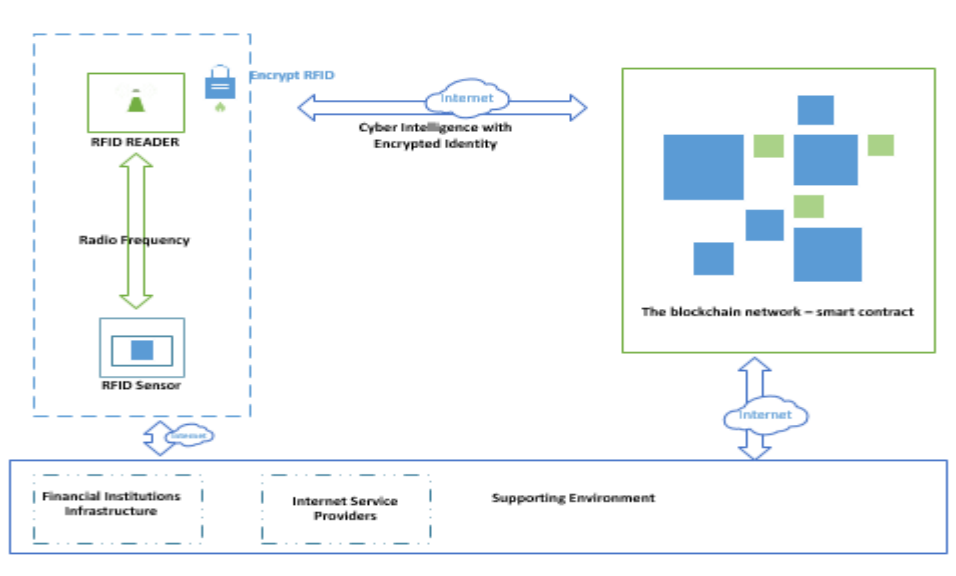 Encrypt RFID
RFID READER
Internet
Cyber Intelligence with
Encrypted Identity
Radio Frequency
RFID Sensor
The blockchain network – smart contract
Internet
Internet
Financial Institutions
Infrastructure
Internet Service
Providers
Supporting Environment